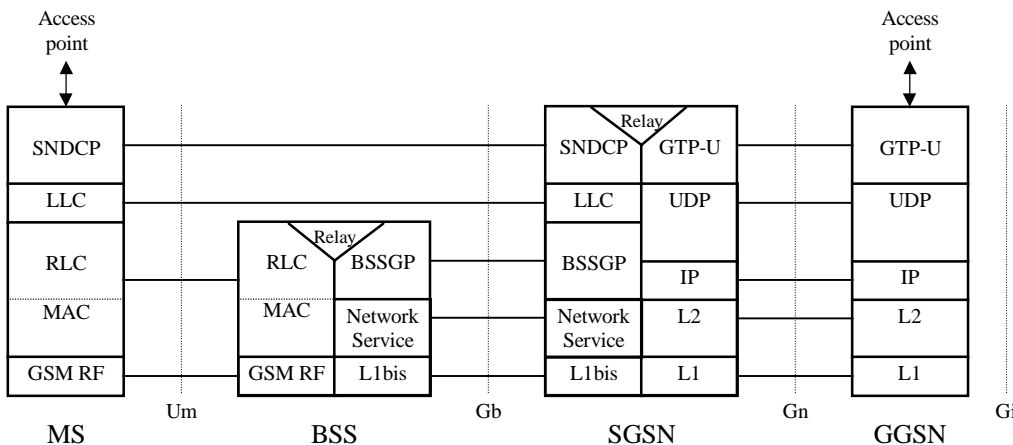 Access
point
Access
point
SNDCP
Relay
SNDCP
GTP-U
GTP-U
LLC
LLC
UDP
UDP
Relay
RLC
RLC
BSSGP
BSSGP
IP
IP
MAC
MAC
Network
Service
Network
Service
L2
L2
GSM RF
GSM RF
L1bis
L1bis
L1
L1
Um
Gb
Gn
Gi
MS
BSS
SGSN
GGSN